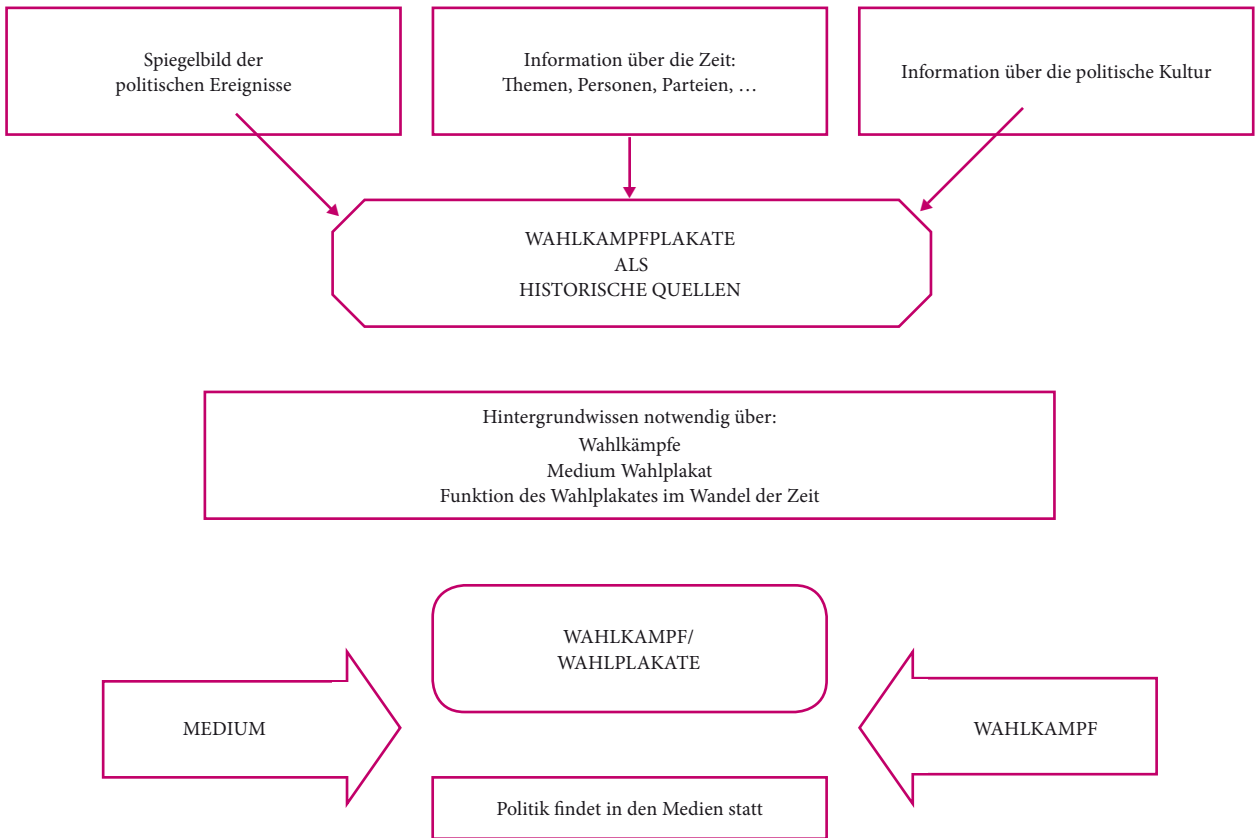 Spiegelbild der
politischen Ereignisse
Information über die Zeit:
Themen, Personen, Parteien, …
Information über die politische Kultur
WAHLKAMPFPLAKATE
ALS
HISTORISCHE QUELLEN
Hintergrundwissen notwendig über:
Wahlkämpfe
Medium Wahlplakat
Funktion des Wahlplakates im Wandel der Zeit
WAHLKAMPF/
WAHLPLAKATE
MEDIUM
WAHLKAMPF
Politik findet in den Medien statt